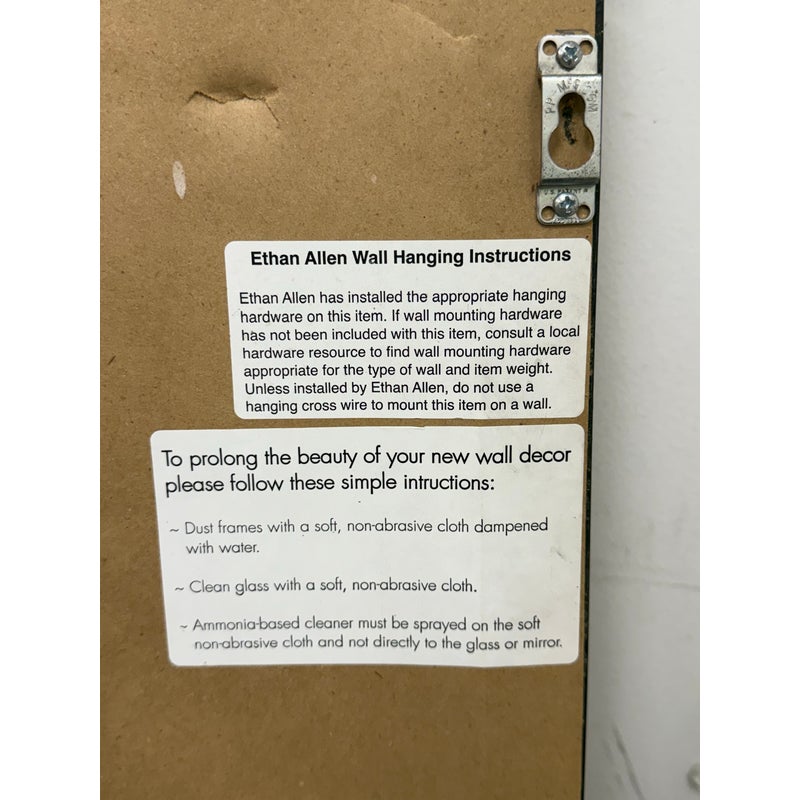 Ethan Allen Wall Hanging Instructions
Ethan Allen has installed the appropriate hanging
hardware on this item. If wall mounting hardware
has not been included with this item, consult a local
hardware resource to find wall mounting hardware
appropriate for the type of wall and item weight.
Unless installed by Ethan Allen, do not use a
hanging cross wire to mount this item on a wall.
To prolong the beauty of your new wall decor
please follow these simple intructions:
~ Dust frames with a soft, non-abrasive cloth dampened
with water.
~ Clean glass with a soft, non-abrasive cloth.
~ Ammonia-based cleaner must be sprayed on the soft
non-abrasive cloth and not directly to the glass or mirror.